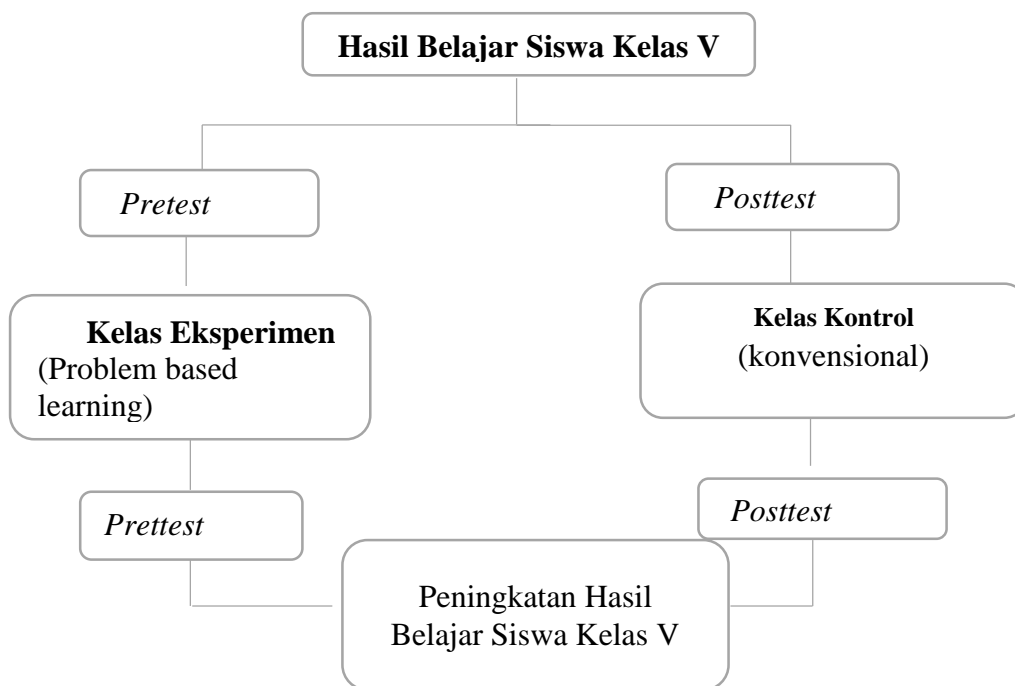 Hasil Belajar Siswa Kelas V
Pretest
Posttest
Kelas Eksperimen
(Problem based
learning)
Kelas Kontrol
(konvensional)
Prettest
Posttest
Peningkatan Hasil
Belajar Siswa Kelas V